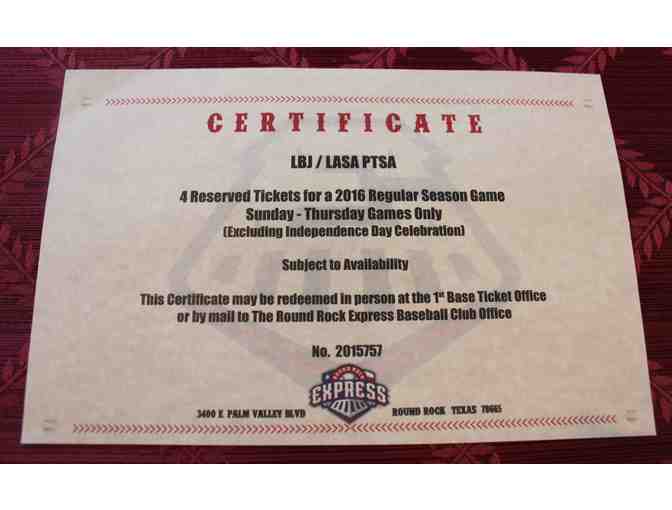 CERTIFICATE
LBJ / LASA PTSA
4 Reserved Tickets for a 2016 Regular Season Game
Sunday - Thursday Games Only
(Excluding Independence Day Celebration)
Subject to Availability
This Certificate may be redeemed in person at the 1st Base Ticket Office
or by mail to The Round Rock Express Baseball Club Office
No. 2015757
ROUND ROCK
EXPRESS
3400 E PALM VALLEY BLVD
ROUND ROCK TEXAS 78665